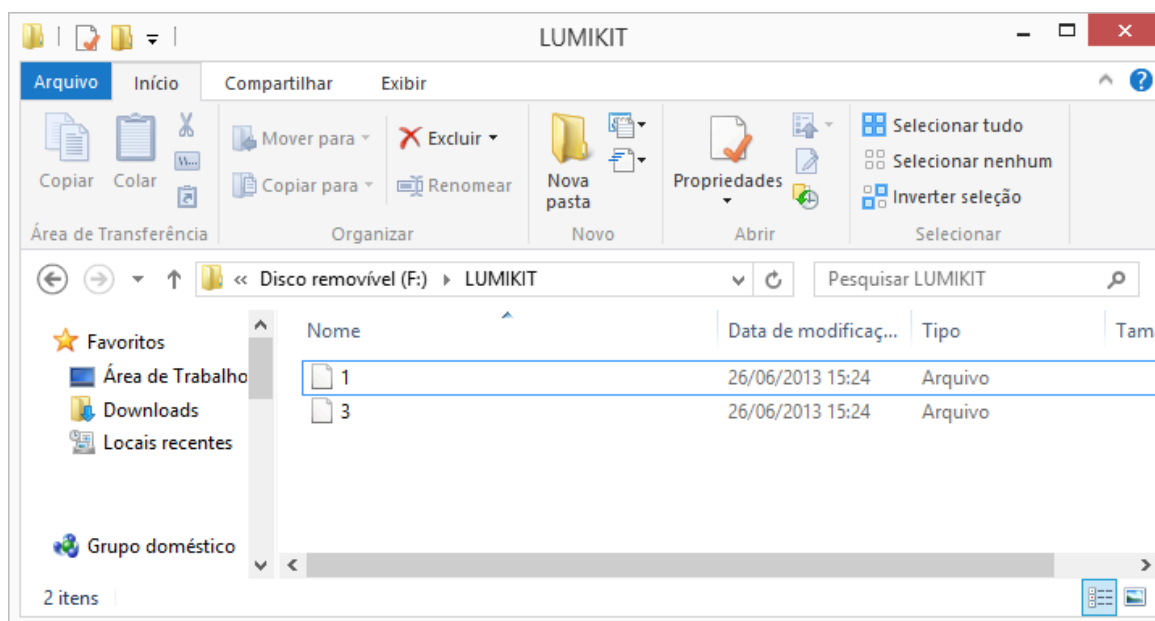 LUMIKIT
Arquivo Início Compartilhar Exibir
Copiar Colar Mover para Copiar para Excluir Renomear Nova pasta Propriedades Selecionar tudo Selecionar nenhum Inverter seleção
Área de Transferência Organizar Novo Abrir Selecionar
« Disco removível (F:) LUMIKIT Pesquisar LUMIKIT
Favoritos
Área de Trabalho
Downloads
Locais recentes
Grupo doméstico
Nome Data de modificaç... Tipo Tam
1 26/06/2013 15:24 Arquivo
3 26/06/2013 15:24 Arquivo
2 itens